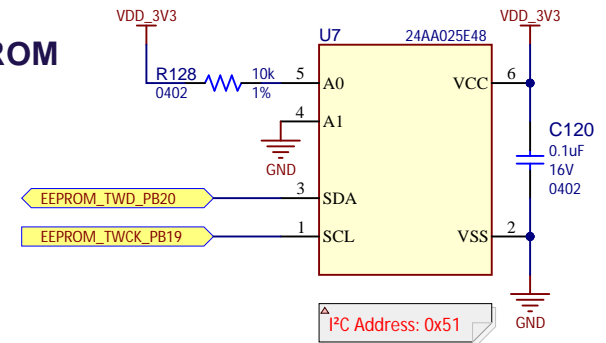 VDD_3V3
VDD_3V3
U7
24AA025E48
ROM
R128
0402
10k
1%
5
A0
VCC
6
4
A1
GND
C120
0.1uF
16V
0402
EEPROM_TWD_PB20
3
SDA
EEPROM_TWCK_PB19
1
SCL
VSS
2
I²C Address: 0x51
GND